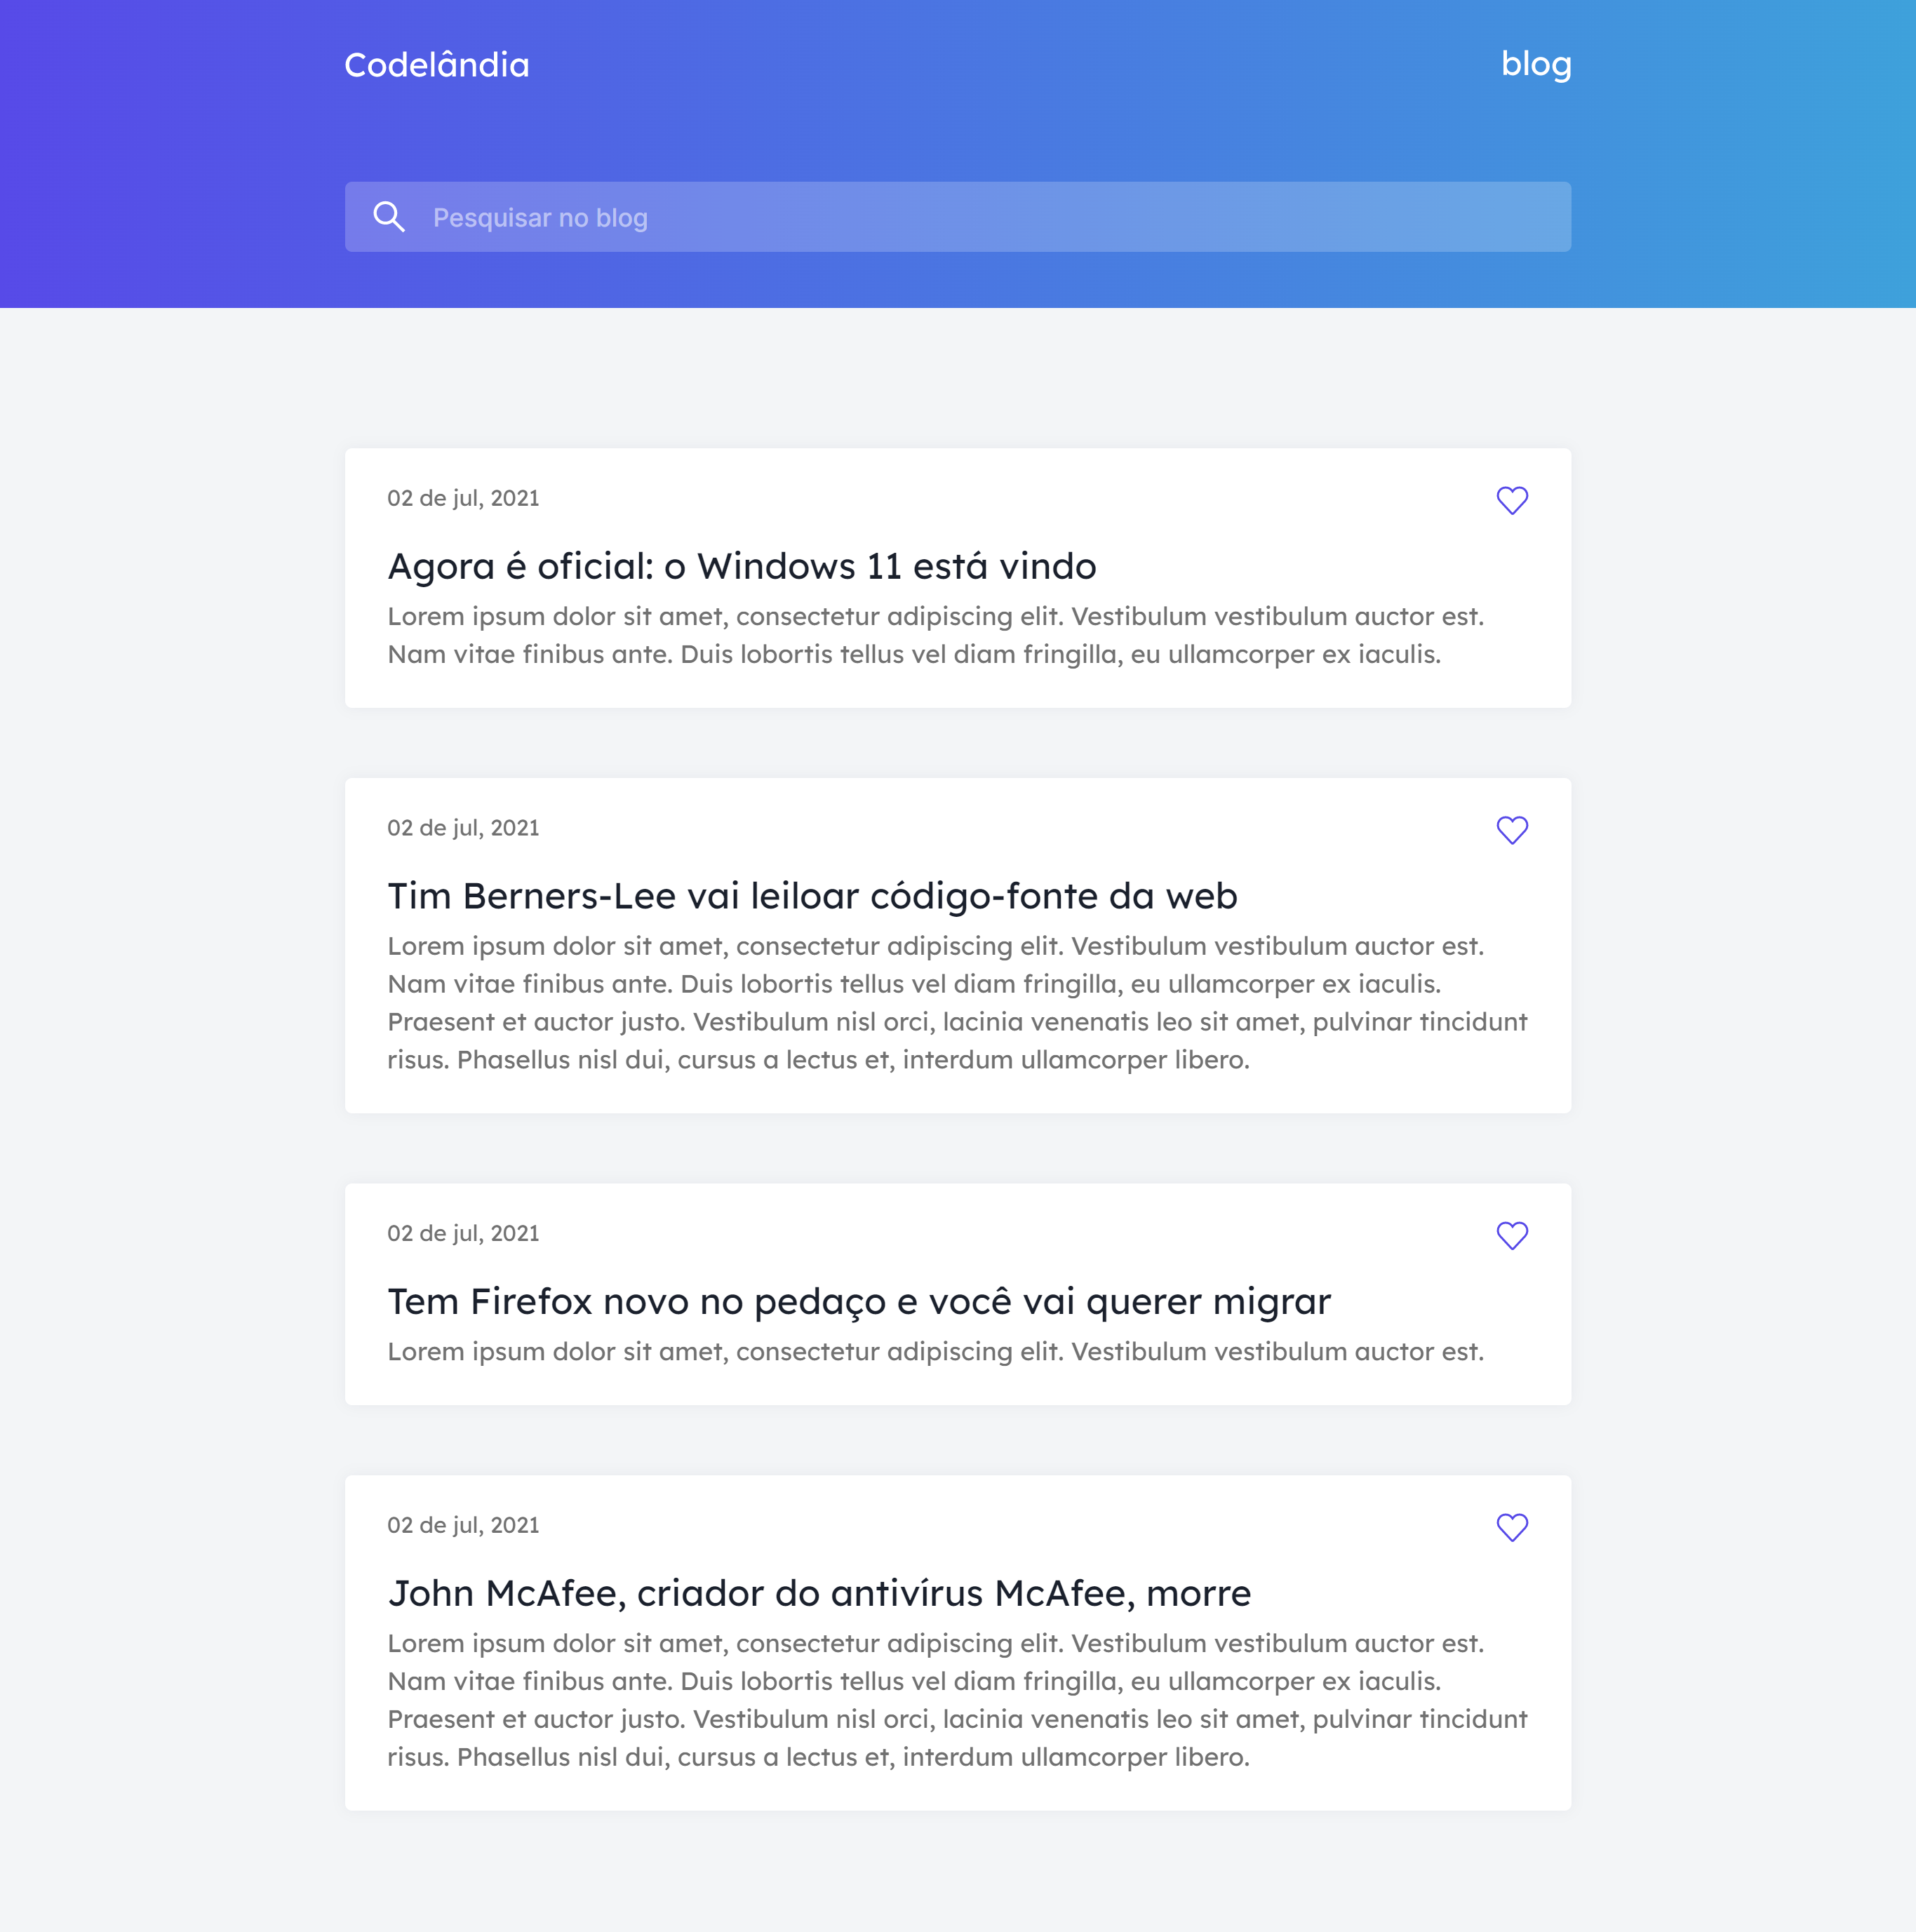 Codelândia
blog
Pesquisar no blog
02 de jul, 2021
Agora é oficial: o Windows 11 está vindo
Lorem ipsum dolor sit amet, consectetur adipiscing elit. Vestibulum vestibulum auctor est.
Nam vitae finibus ante. Duis lobortis tellus vel diam fringilla, eu ullamcorper ex iaculis.
02 de jul, 2021
Tim Berners-Lee vai leiloar código-fonte da web
Lorem ipsum dolor sit amet, consectetur adipiscing elit. Vestibulum vestibulum auctor est.
Nam vitae finibus ante. Duis lobortis tellus vel diam fringilla, eu ullamcorper ex iaculis.
Praesent et auctor justo. Vestibulum nisl orci, lacinia venenatis leo sit amet, pulvinar tincidunt
risus. Phasellus nisl dui, cursus a lectus et, interdum ullamcorper libero.
02 de jul, 2021
Tem Firefox novo no pedaço e você vai querer migrar
Lorem ipsum dolor sit amet, consectetur adipiscing elit. Vestibulum vestibulum auctor est.
02 de jul, 2021
John McAfee, criador do antivírus McAfee, morre
Lorem ipsum dolor sit amet, consectetur adipiscing elit. Vestibulum vestibulum auctor est.
Nam vitae finibus ante. Duis lobortis tellus vel diam fringilla, eu ullamcorper ex iaculis.
Praesent et auctor justo. Vestibulum nisl orci, lacinia venenatis leo sit amet, pulvinar tincidunt
risus. Phasellus nisl dui, cursus a lectus et, interdum ullamcorper libero.